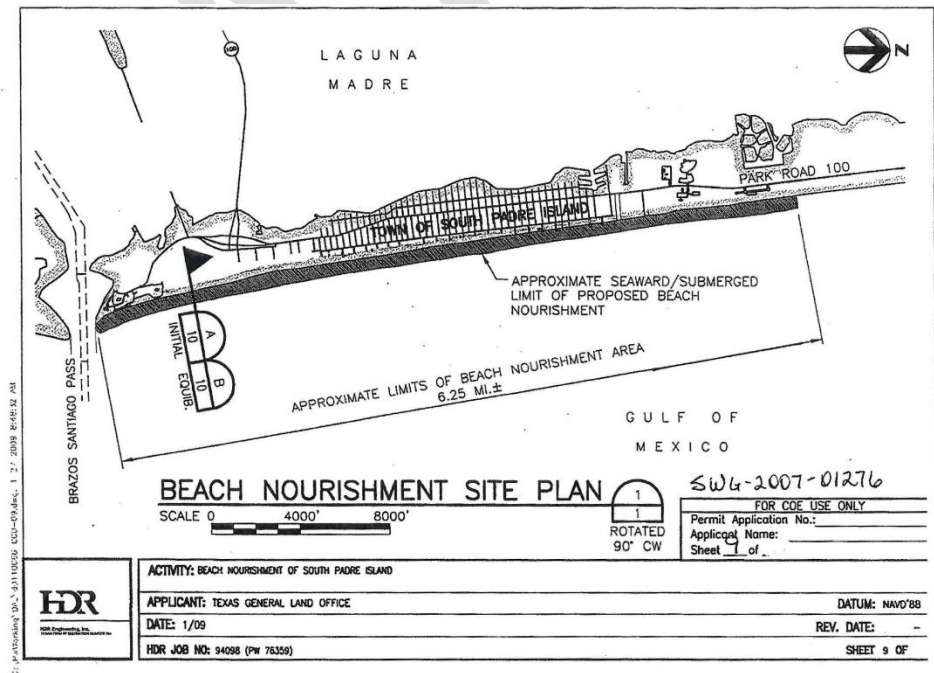 LAGUNA
MADRE
100
N
PARK ROAD 100
TOWN OF SOUTH PADRE ISLAND
APPROXIMATE SEAWARD/SUBMERGED
LIMIT OF PROPOSED BEACH
NOURISHMENT
A
10
INITIAL
B
10
EQUIB.
BRAZOS SANTIAGO PASS
APPROXIMATE LIMITS OF BEACH NOURISHMENT AREA
6.25 MI.±
GULF OF
MEXICO
BEACH NOURISHMENT SITE PLAN
SCALE 0 4000' 8000'
1
1
ROTATED
90° CW
SWG-2007-01276
FOR COE USE ONLY
Permit Application No.:
Applicant Name:
Sheet 9 of
HDR
HDR Engineering, Inc.
ACTIVITY: BEACH NOURISHMENT OF SOUTH PADRE ISLAND
APPLICANT: TEXAS GENERAL LAND OFFICE
DATUM: NAVD'88
DATE: 1/09
REV. DATE: -
HDR JOB NO: 94098 (PW 76359)
SHEET 9 OF